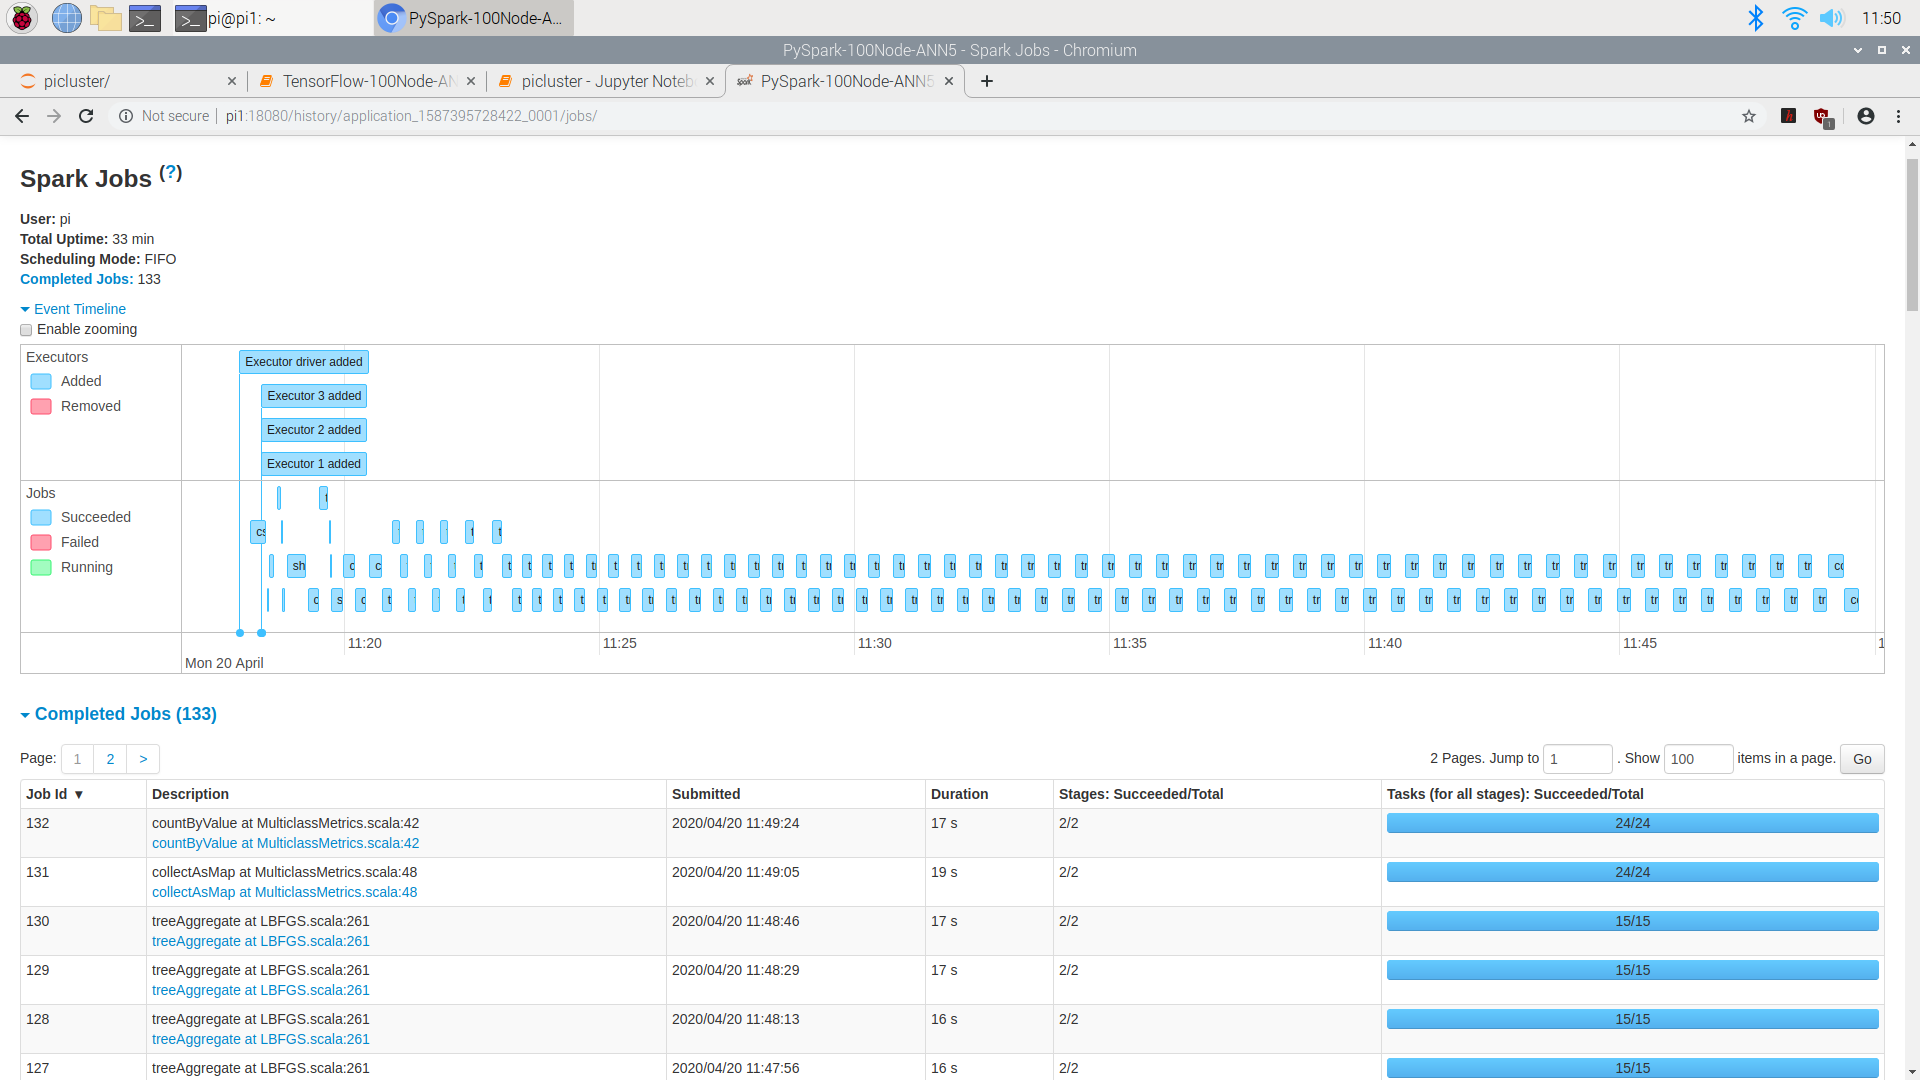 pi@pi1: ~
PySpark-100Node-A...
11:50
PySpark-100Node-ANN5 - Spark Jobs - Chromium
picluster/
TensorFlow-100Node-AN
picluster - Jupyter Noteb
PySpark-100Node-ANN5
Not secure
pi1:18080/history/application_1587395728422_0001/jobs/
Spark Jobs (?)
User: pi
Total Uptime: 33 min
Scheduling Mode: FIFO
Completed Jobs: 133
Event Timeline
Enable zooming
Executors
Added
Removed
Executor driver added
Executor 3 added
Executor 2 added
Executor 1 added
Jobs
Succeeded
Failed
Running
11:20 11:25 11:30 11:35 11:40 11:45
Mon 20 April
Completed Jobs (133)
Page: 1 2 >
2 Pages. Jump to 1 . Show 100 items in a page. Go
Job Id ▼ Description Submitted Duration Stages: Succeeded/Total Tasks (for all stages): Succeeded/Total
132 countByValue at MulticlassMetrics.scala:42 2020/04/20 11:49:24 17 s 2/2 24/24
countByValue at MulticlassMetrics.scala:42
131 collectAsMap at MulticlassMetrics.scala:48 2020/04/20 11:49:05 19 s 2/2 24/24
collectAsMap at MulticlassMetrics.scala:48
130 treeAggregate at LBFGS.scala:261 2020/04/20 11:48:46 17 s 2/2 15/15
treeAggregate at LBFGS.scala:261
129 treeAggregate at LBFGS.scala:261 2020/04/20 11:48:29 17 s 2/2 15/15
treeAggregate at LBFGS.scala:261
128 treeAggregate at LBFGS.scala:261 2020/04/20 11:48:13 16 s 2/2 15/15
treeAggregate at LBFGS.scala:261
127 treeAggregate at LBFGS.scala:261 2020/04/20 11:47:56 16 s 2/2 15/15